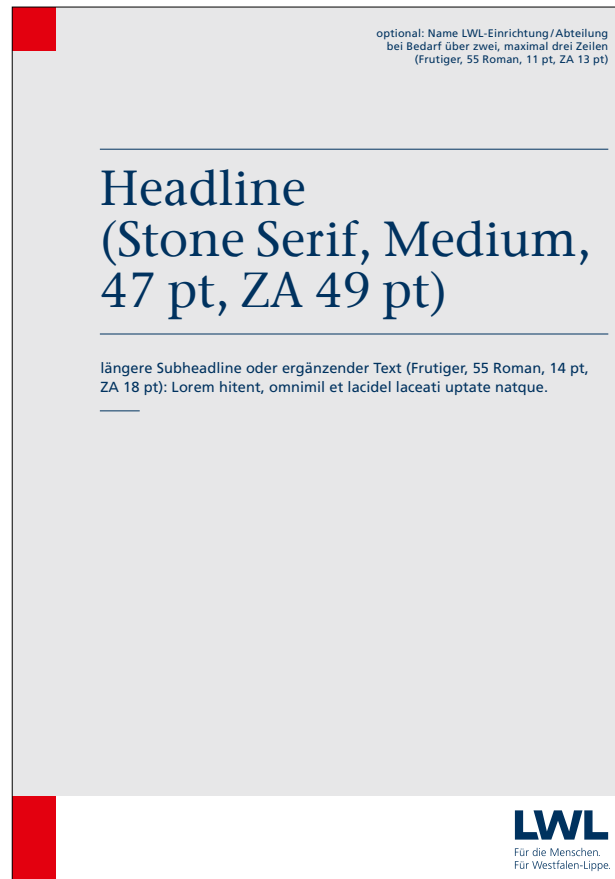 optional: Name LWL-Einrichtung/Abteilung
bei Bedarf über zwei, maximal drei Zeilen
(Frutiger, 55 Roman, 11 pt, ZA 13 pt)
Headline
(Stone Serif, Medium,
47 pt, ZA 49 pt)
längere Subheadline oder ergänzender Text (Frutiger, 55 Roman, 14 pt,
ZA 18 pt): Lorem hitent, omnimil et lacidel laceati uptate natque.
LWL
Für die Menschen.
Für Westfalen-Lippe.